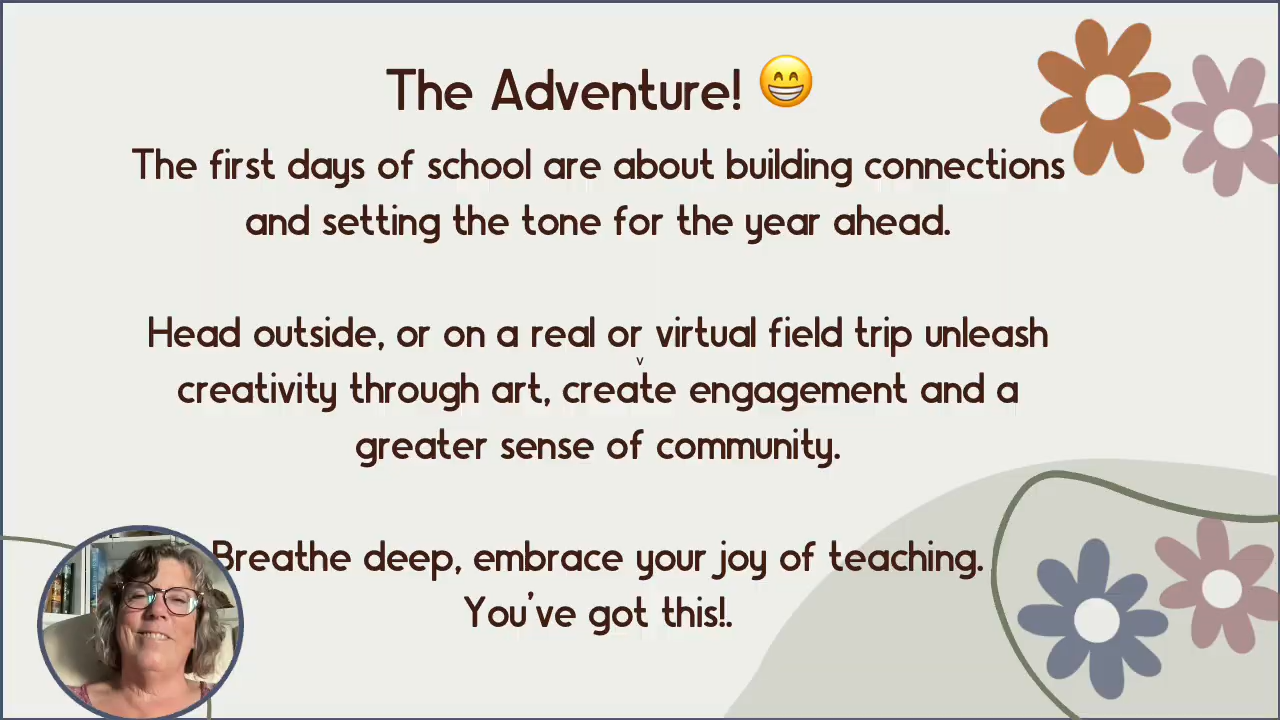 The Adventure! 😁
The first days of school are about building connections
and setting the tone for the year ahead.
Head outside, or on a real or virtual field trip unleash
v
creativity through art, create engagement and a
greater sense of community.
Breathe deep, embrace your joy of teaching.
You've got this!.